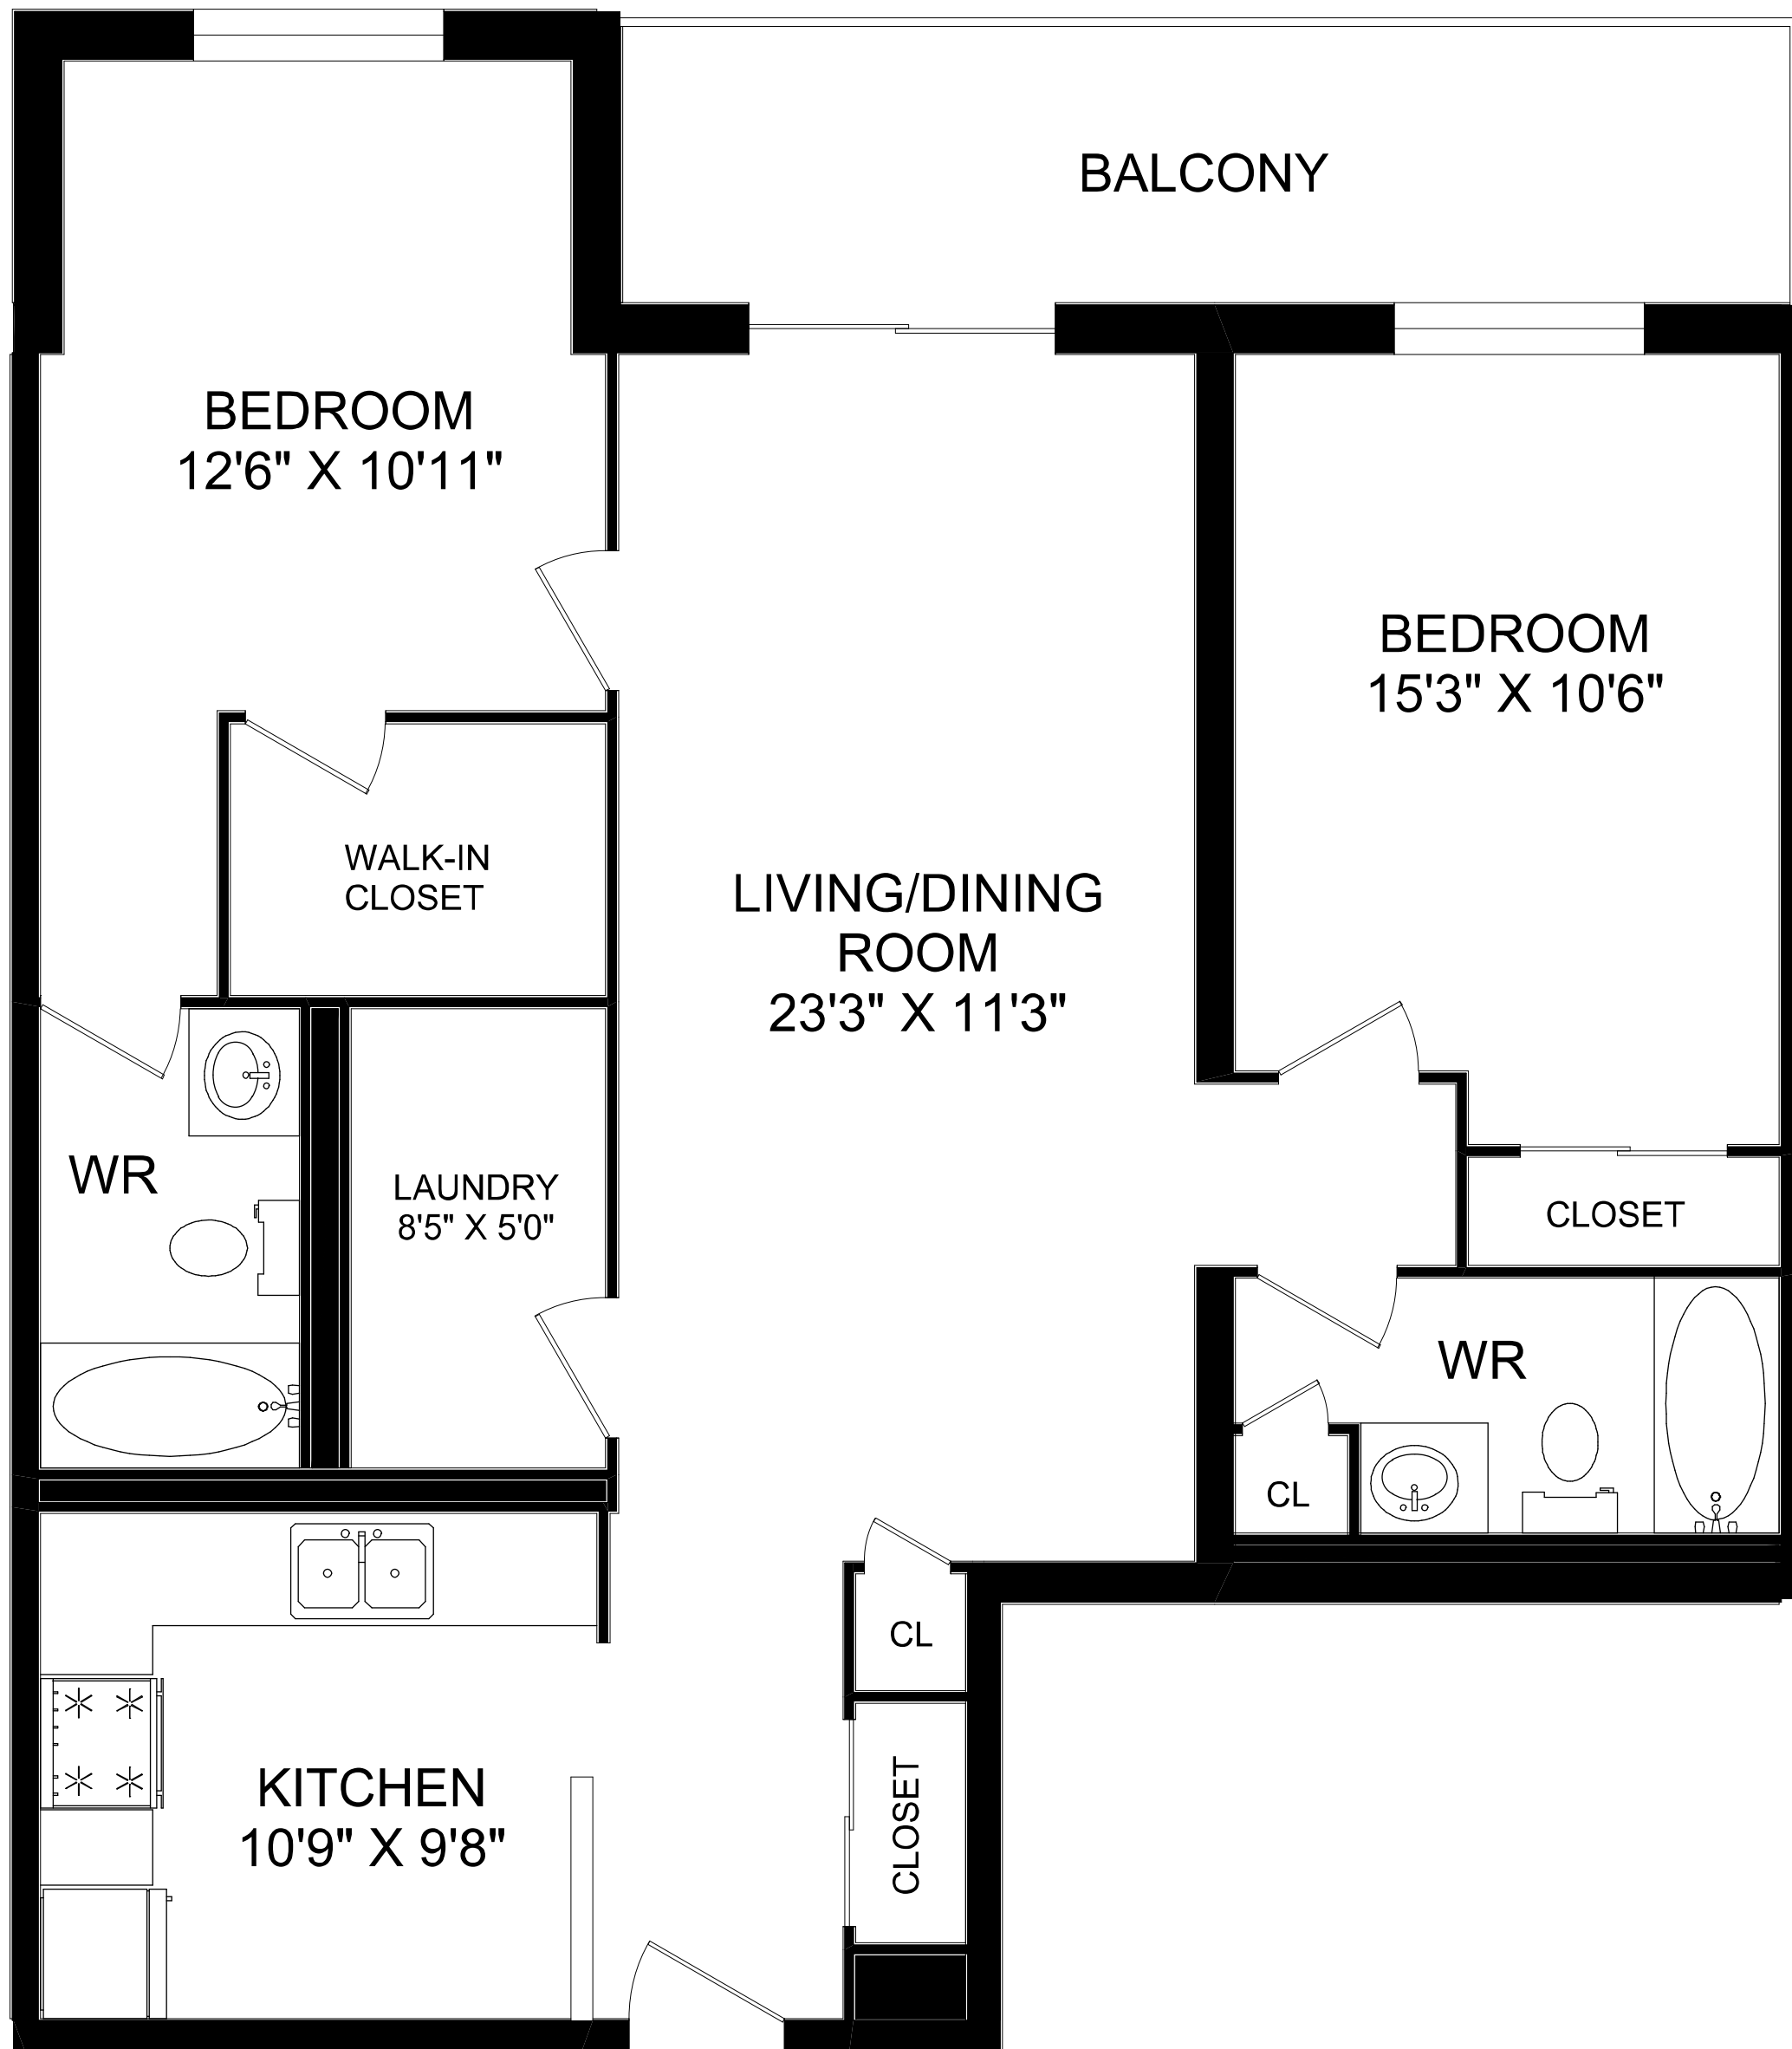 BALCONY
BEDROOM
12'6" X 10'11"
BEDROOM
15'3" X 10'6"
WALK-IN
CLOSET
LIVING/DINING
ROOM
23'3" X 11'3"
WR
LAUNDRY
8'5" X 5'0"
CLOSET
WR
CL
CL
KITCHEN
10'9" X 9'8"
CLOSET